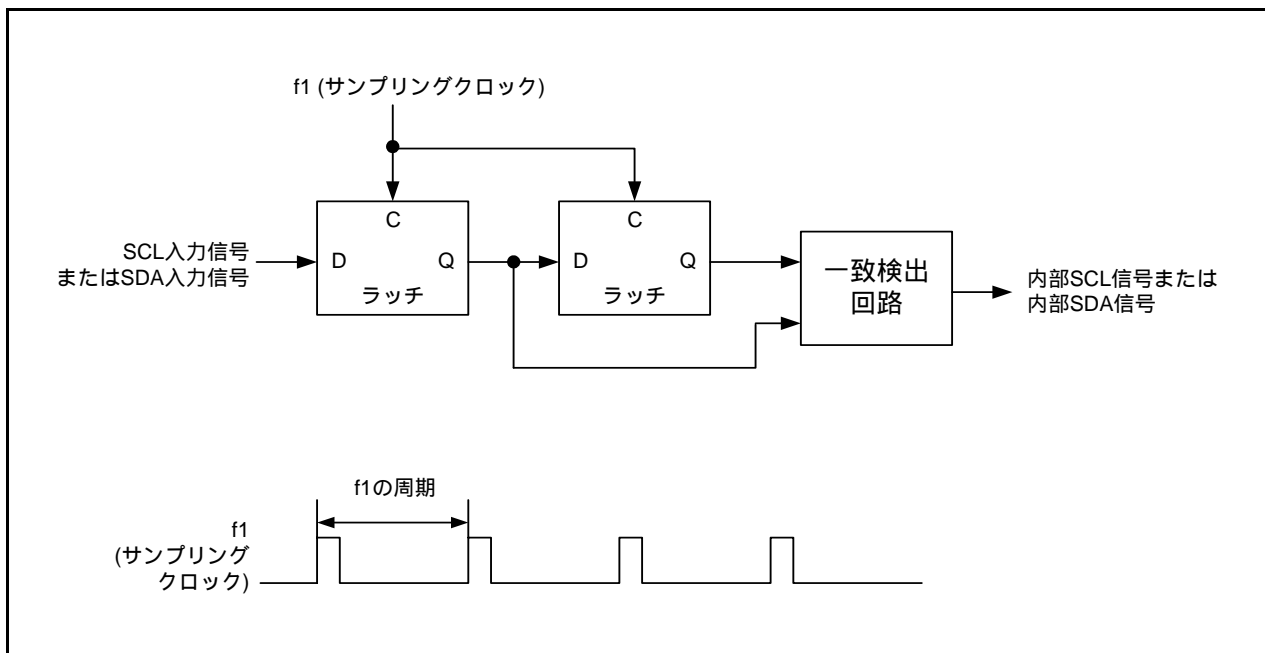 f1 (サンプリングクロック)
SCL入力信号
またはSDA入力信号
C
D
Q
ラッチ
C
D
Q
ラッチ
一致検出
回路
内部SCL信号または
内部SDA信号
f1の周期
f1
(サンプリング
クロック)